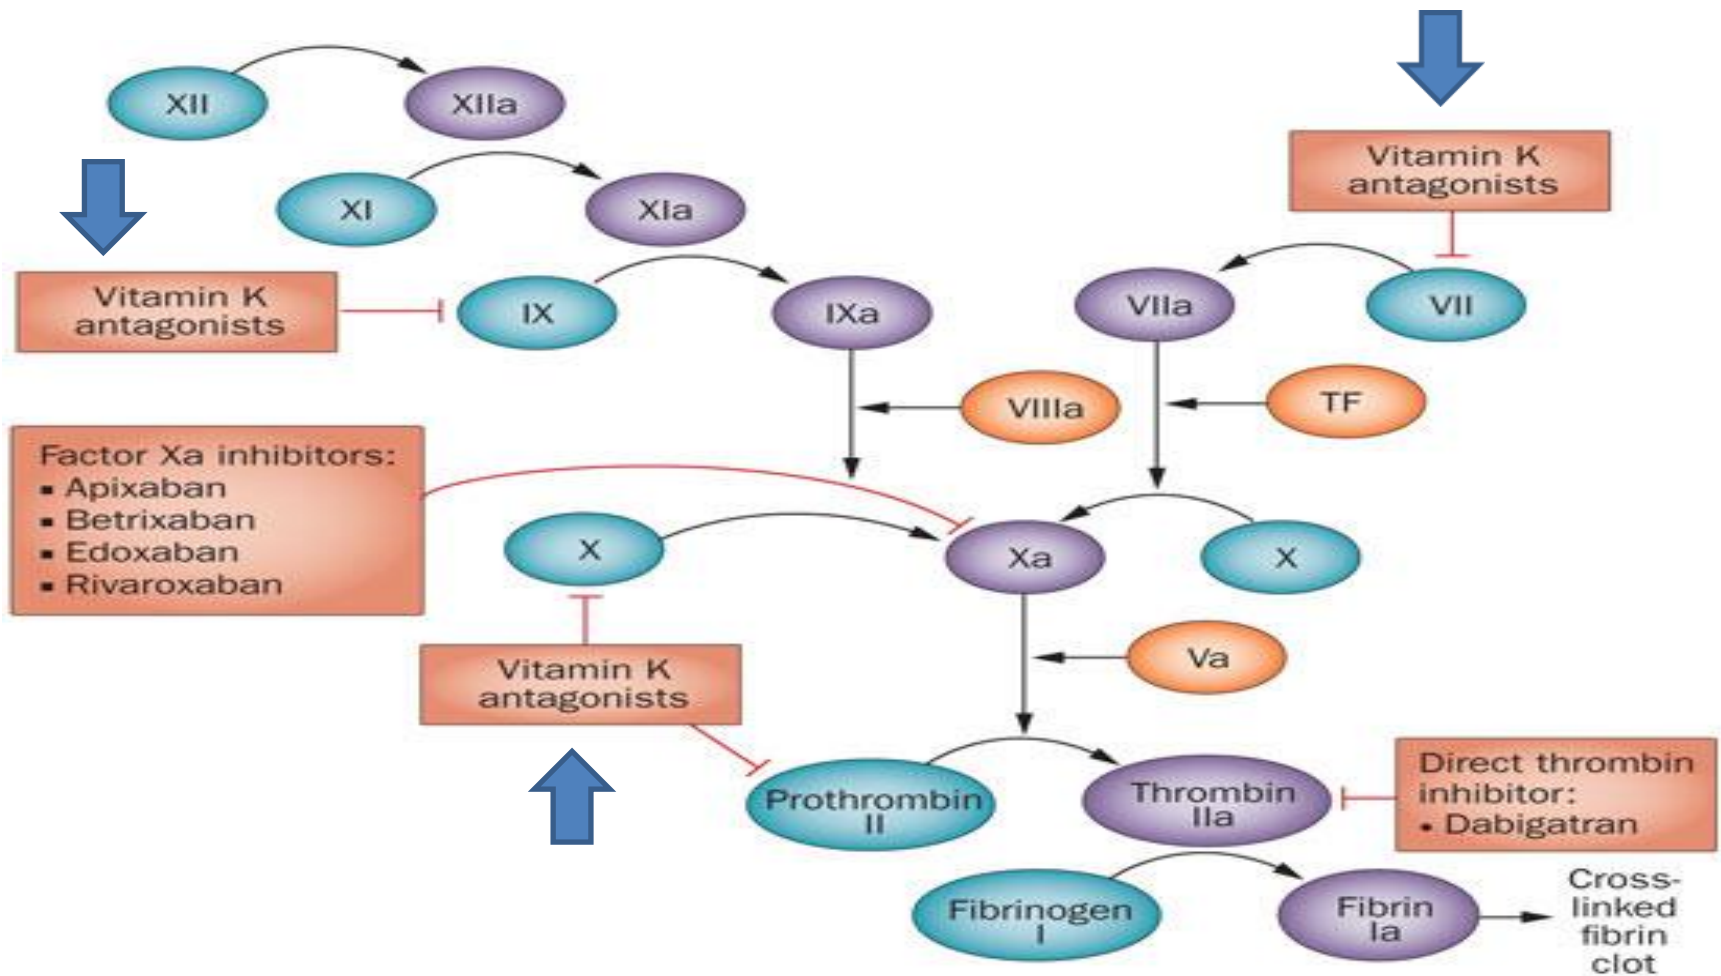 XII
XIIa
XI
XIa
Vitamin K
antagonists
Vitamin K
antagonists
IX
IXa
VIIa
VII
VIIIa
TF
Factor Xa inhibitors:
▪ Apixaban
▪ Betrixaban
▪ Edoxaban
▪ Rivaroxaban
X
Xa
X
Vitamin K
antagonists
Va
Prothrombin
II
Thrombin
IIa
Direct thrombin
inhibitor:
• Dabigatran
Fibrinogen
I
Fibrin
Ia
Cross-
linked
fibrin
clot